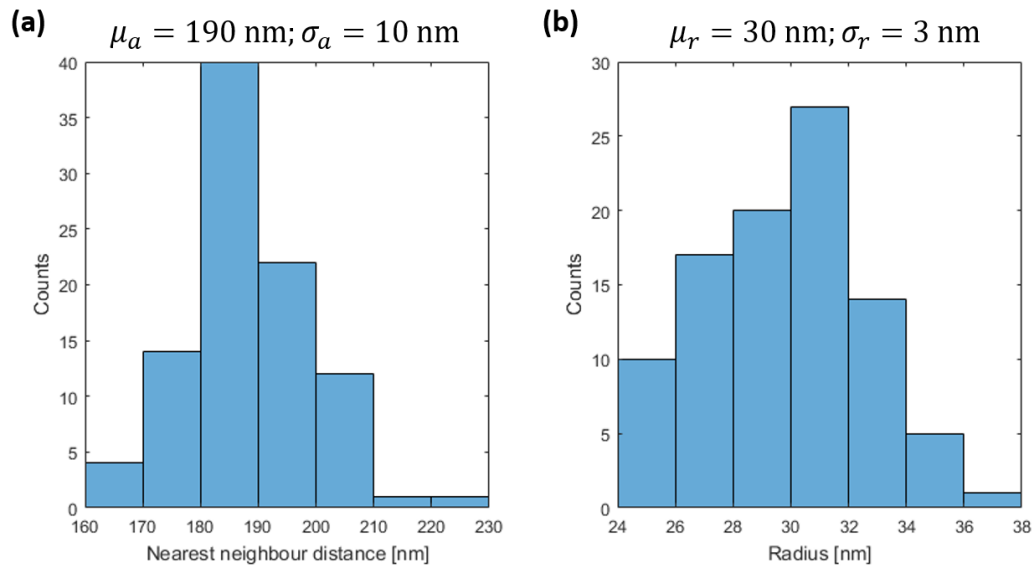 (a)
μₐ = 190 nm; σₐ = 10 nm
40
35
30
25
20
15
10
5
0
Counts
160 170 180 190 200 210 220 230
Nearest neighbour distance [nm]
(b)
μᵣ = 30 nm; σᵣ = 3 nm
30
25
20
15
10
5
0
Counts
24 26 28 30 32 34 36 38
Radius [nm]